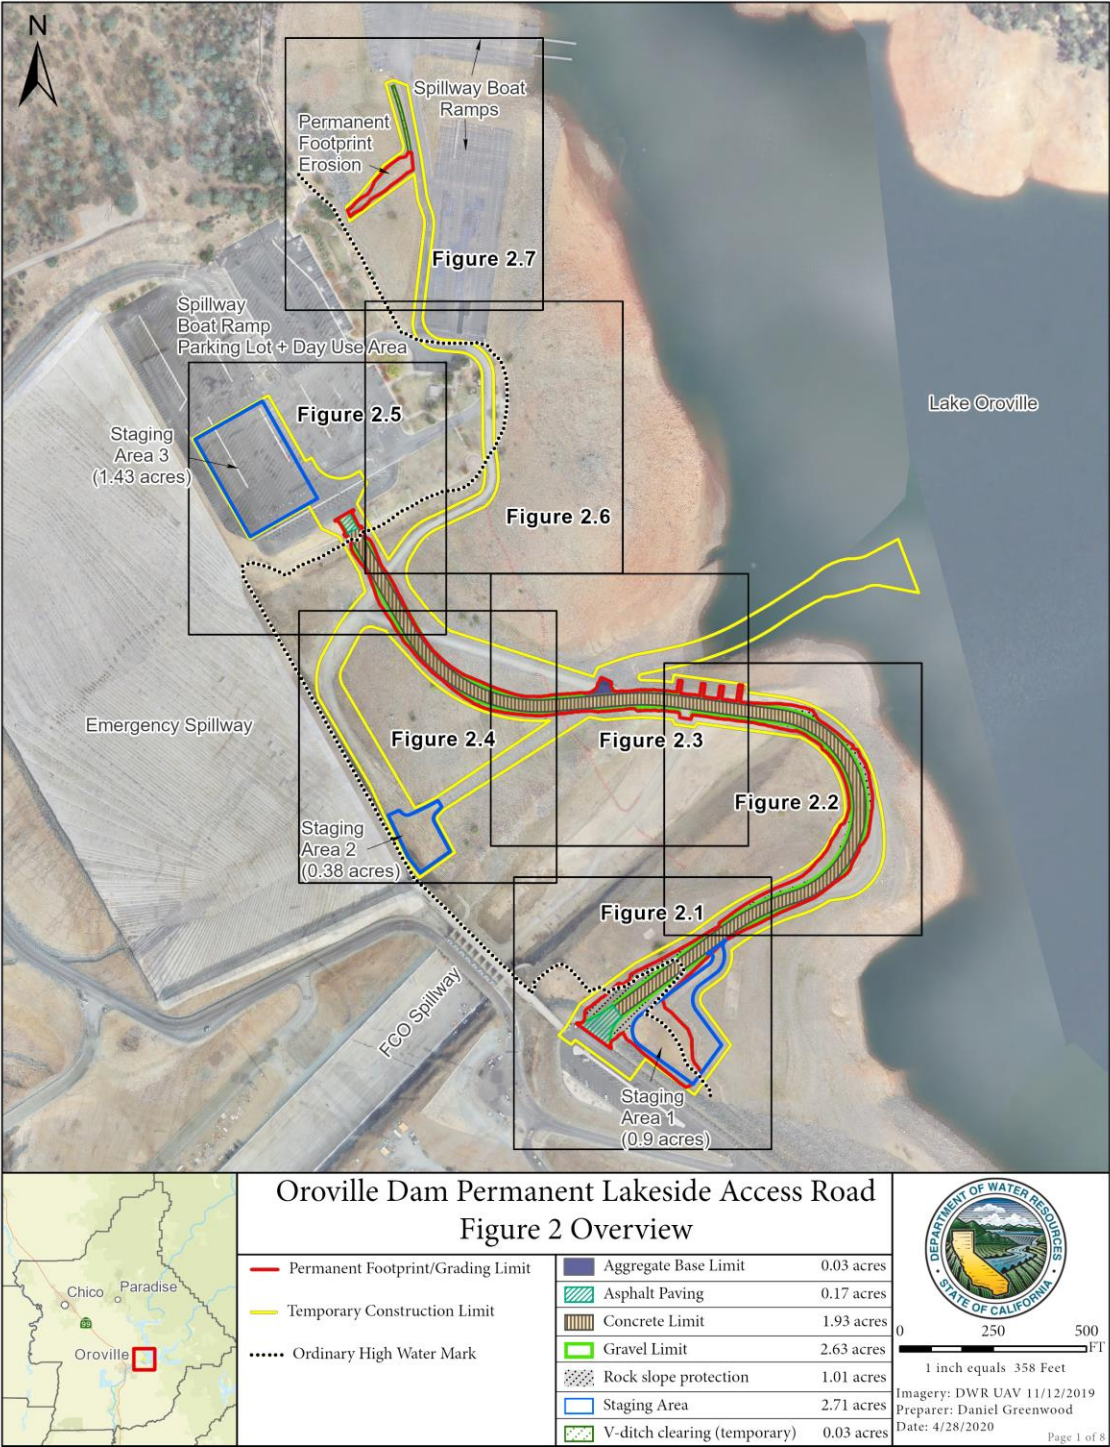 N
Spillway Boat
Ramps
Permanent
Footprint
Erosion
Figure 2.7
Spillway
Boat Ramp
Parking Lot + Day Use Area
Figure 2.5
Lake Oroville
Staging
Area 3
(1.43 acres)
Figure 2.6
Emergency Spillway
Figure 2.4
Figure 2.3
Figure 2.2
Staging
Area 2
(0.38 acres)
Figure 2.1
FCO Spillway
Staging
Area 1
(0.9 acres)
Chico
Paradise
99
Oroville
Oroville Dam Permanent Lakeside Access Road
Figure 2 Overview
Permanent Footprint/Grading Limit
Temporary Construction Limit
Ordinary High Water Mark
Aggregate Base Limit 0.03 acres
Asphalt Paving 0.17 acres
Concrete Limit 1.93 acres
Gravel Limit 2.63 acres
Rock slope protection 1.01 acres
Staging Area 2.71 acres
V-ditch clearing (temporary) 0.03 acres
DEPARTMENT OF WATER RESOURCES
STATE OF CALIFORNIA
0 250 500
FT
1 inch equals 358 Feet
Imagery: DWR UAV 11/12/2019
Preparer: Daniel Greenwood
Date: 4/28/2020
Page 1 of 8